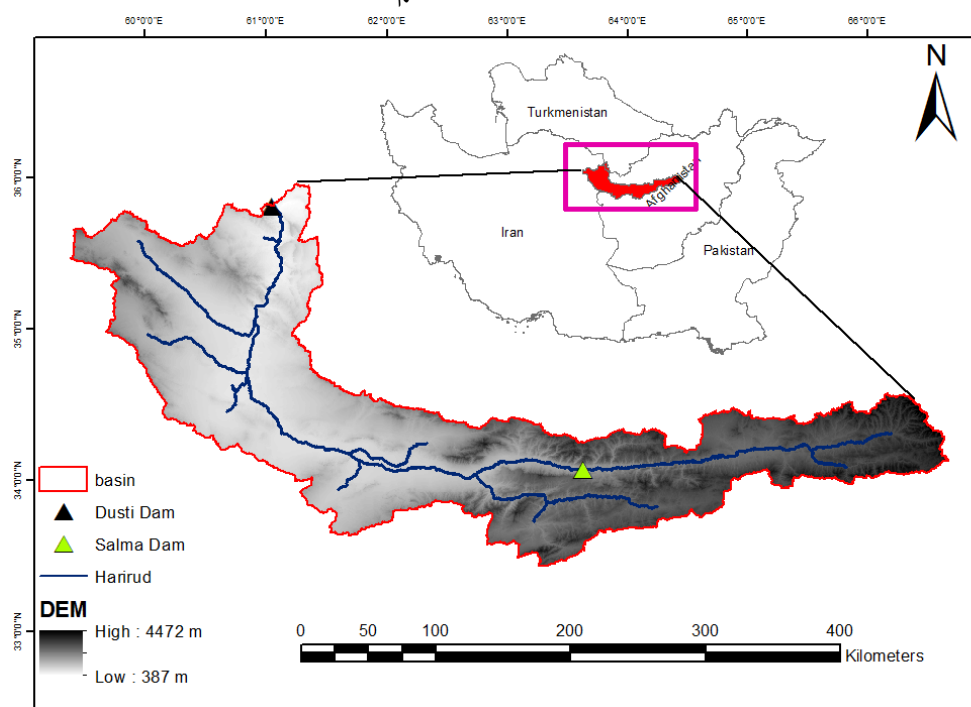 60°0'0"E 61°0'0"E 62°0'0"E 63°0'0"E 64°0'0"E 65°0'0"E 66°0'0"E
N
Turkmenistan
36°0'0"N
Afghanistan
Iran
Pakistan
35°0'0"N
34°0'0"N
basin
Dusti Dam
Salma Dam
Harirud
DEM
33°0'0"N
High : 4472 m
Low : 387 m
0 50 100 200 300 400
Kilometers